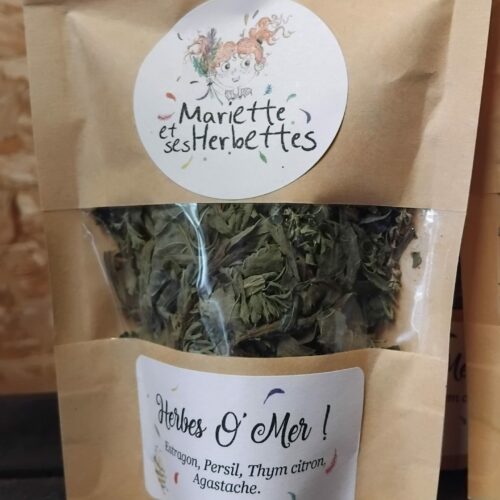 Mariette
et
ses Herbettes
Herbes O' Mer !
Estragon, Persil, Thym citron,
Agastache.